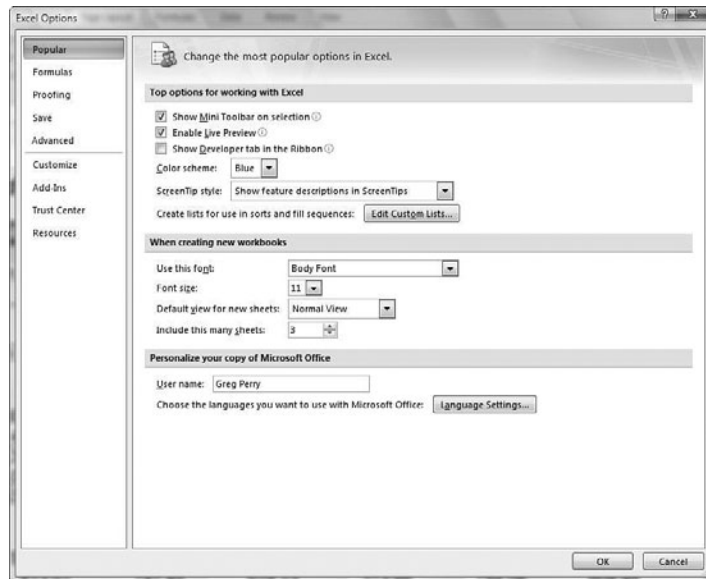 Excel Options
Popular
Formulas
Proofing
Save
Advanced
Customize
Add-Ins
Trust Center
Resources
Change the most popular options in Excel.
Top options for working with Excel
Show Mini Toolbar on selection
Enable Live Preview
Show Developer tab in the Ribbon
Color scheme: Blue
ScreenTip style: Show feature descriptions in ScreenTips
Create lists for use in sorts and fill sequences: Edit Custom Lists...
When creating new workbooks
Use this font: Body Font
Font size: 11
Default view for new sheets: Normal View
Include this many sheets: 3
Personalize your copy of Microsoft Office
User name: Greg Perry
Choose the languages you want to use with Microsoft Office: Language Settings...
OK Cancel